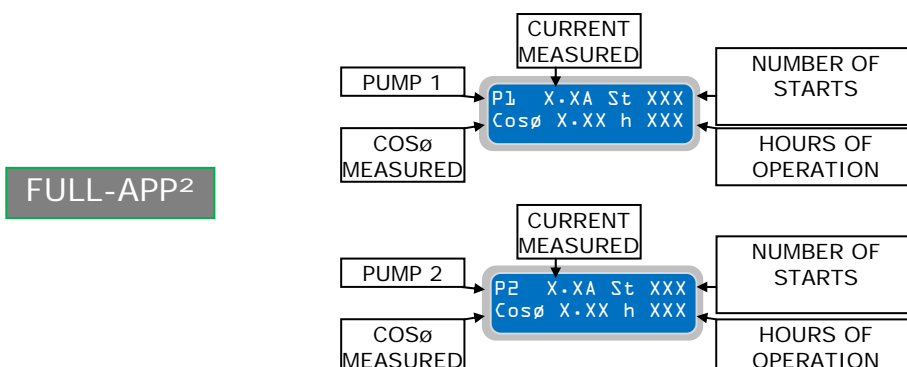 CURRENT
MEASURED
PUMP 1
NUMBER OF
STARTS
P1 X.XA St XXX
Cosø X.XX h XXX
COSø
MEASURED
HOURS OF
OPERATION
FULL-APP²
CURRENT
MEASURED
PUMP 2
NUMBER OF
STARTS
P2 X.XA St XXX
Cosø X.XX h XXX
COSø
MEASURED
HOURS OF
OPERATION